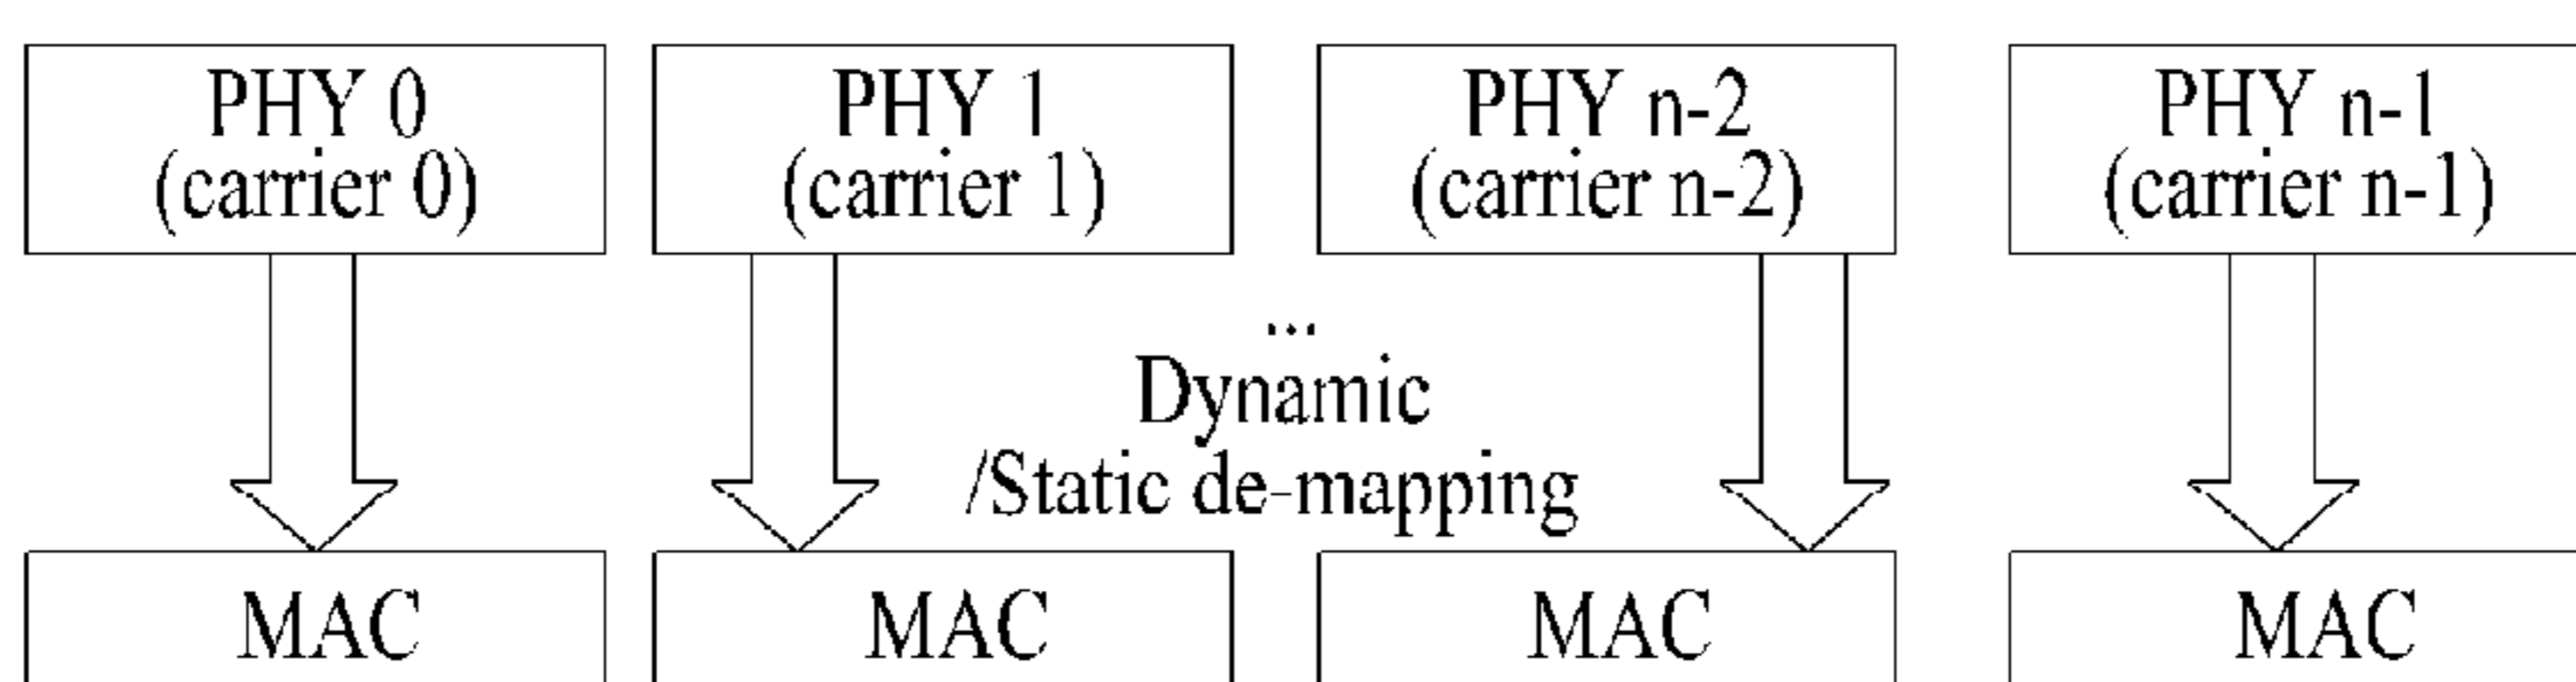 PHY 0
(carrier 0)
PHY 1
(carrier 1)
PHY n-2
(carrier n-2)
PHY n-1
(carrier n-1)
...
Dynamic
/Static de-mapping
MAC
MAC
MAC
MAC